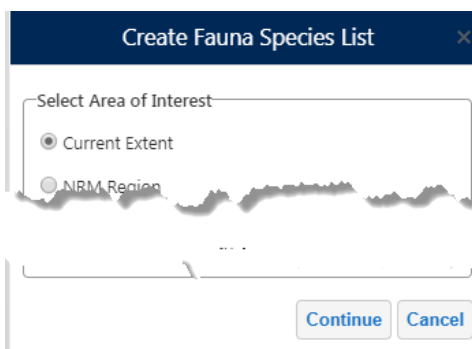 Create Fauna Species List ×
Select Area of Interest
Current Extent
NRM Region
Continue Cancel